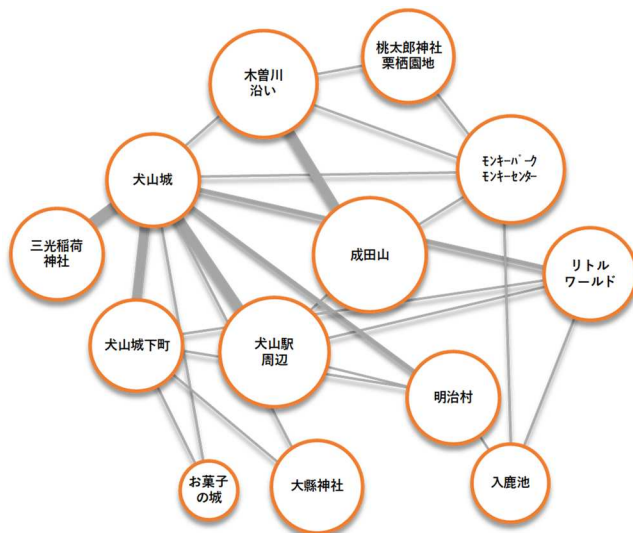 桃太郎神社
栗栖園地
木曽川
沿い
ﾓﾝｷｰﾊﾟｰｸ
ﾓﾝｷｰｾﾝﾀｰ
犬山城
三光稲荷
神社
成田山
リトル
ワールド
犬山城下町
犬山駅
周辺
明治村
お菓子
の城
大縣神社
入鹿池